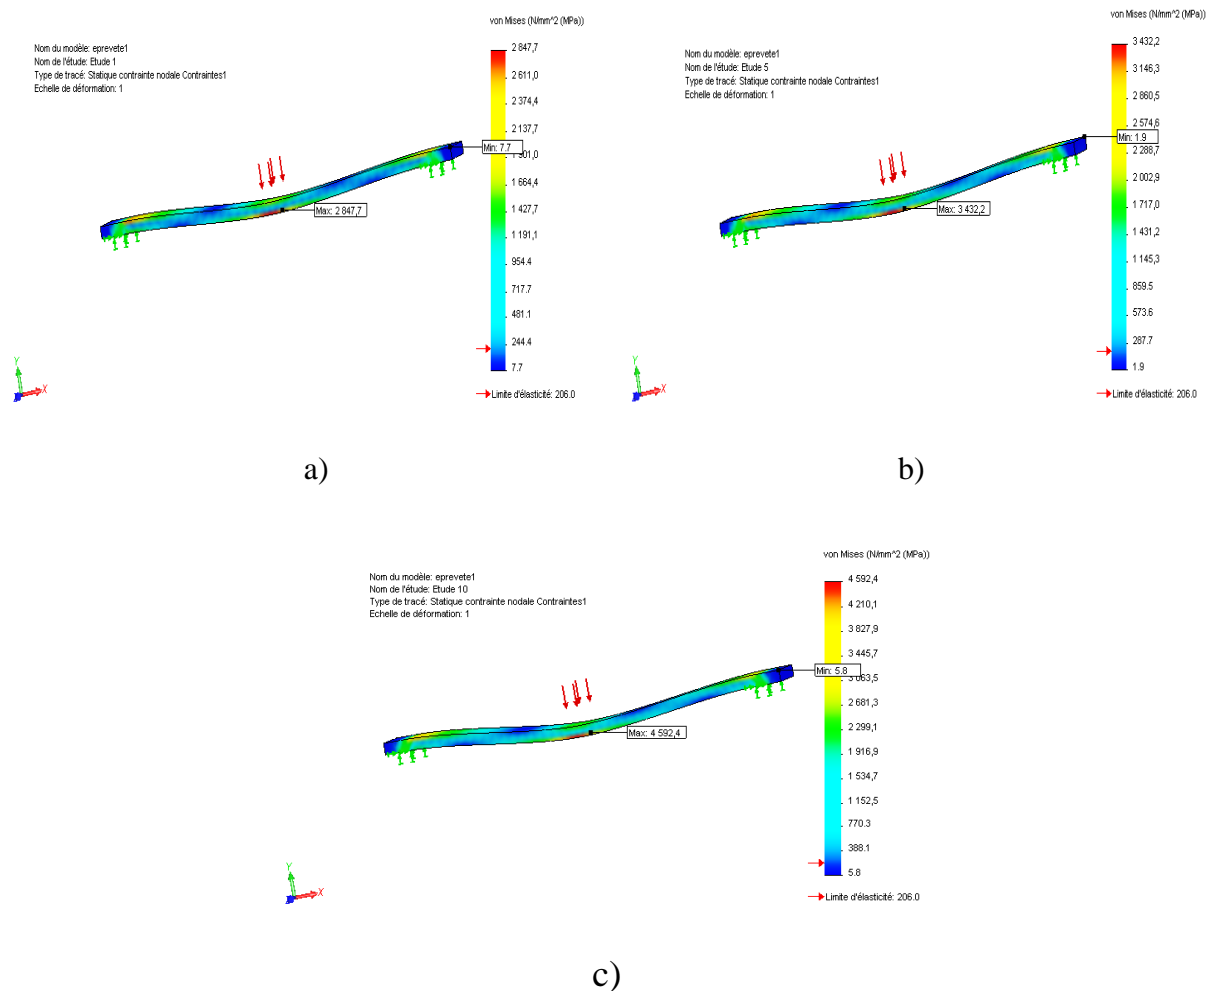 von Mises (N/mm^2 (MPa))
Nom du modèle: eprevete1
Nom de l'étude: Etude 1
Type de tracé: Statique contrainte nodale Contraintes1
Echelle de déformation: 1
2 847,7
2 611,0
2 374,4
2 137,7
1 901,0
1 664,4
1 427,7
1 191,1
954.4
717.7
481.1
244.4
7.7
Min: 7.7
Max: 2 847,7
Limite d'élasticité: 206.0
Y
X
a)
von Mises (N/mm^2 (MPa))
Nom du modèle: eprevete1
Nom de l'étude: Etude 5
Type de tracé: Statique contrainte nodale Contraintes1
Echelle de déformation: 1
3 432,2
3 146,3
2 860,5
2 574,6
2 288,7
2 002,9
1 717,0
1 431,2
1 145,3
859.5
573.6
287.7
1.9
Min: 1.9
Max: 3 432,2
Limite d'élasticité: 206.0
Y
X
b)
von Mises (N/mm^2 (MPa))
Nom du modèle: eprevete1
Nom de l'étude: Etude 10
Type de tracé: Statique contrainte nodale Contraintes1
Echelle de déformation: 1
4 592,4
4 210,1
3 827,9
3 445,7
3 063,5
2 681,3
2 299,1
1 916,9
1 534,7
1 152,5
770.3
388.1
5.8
Min: 5.8
Max: 4 592,4
Limite d'élasticité: 206.0
Y
X
c)